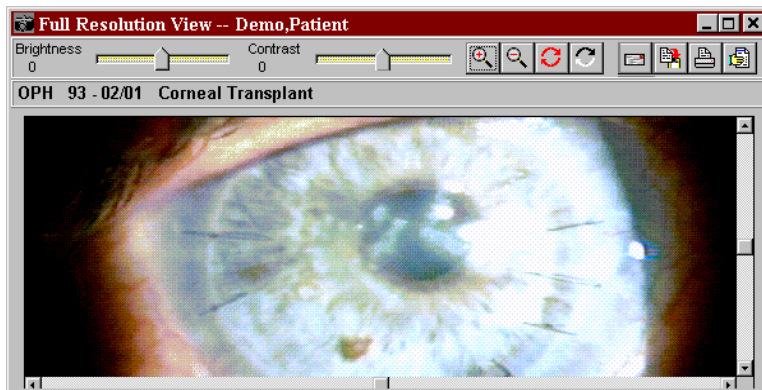 Full Resolution View -- Demo,Patient
Brightness
0
Contrast
0
OPH 93 - 02/01 Corneal Transplant